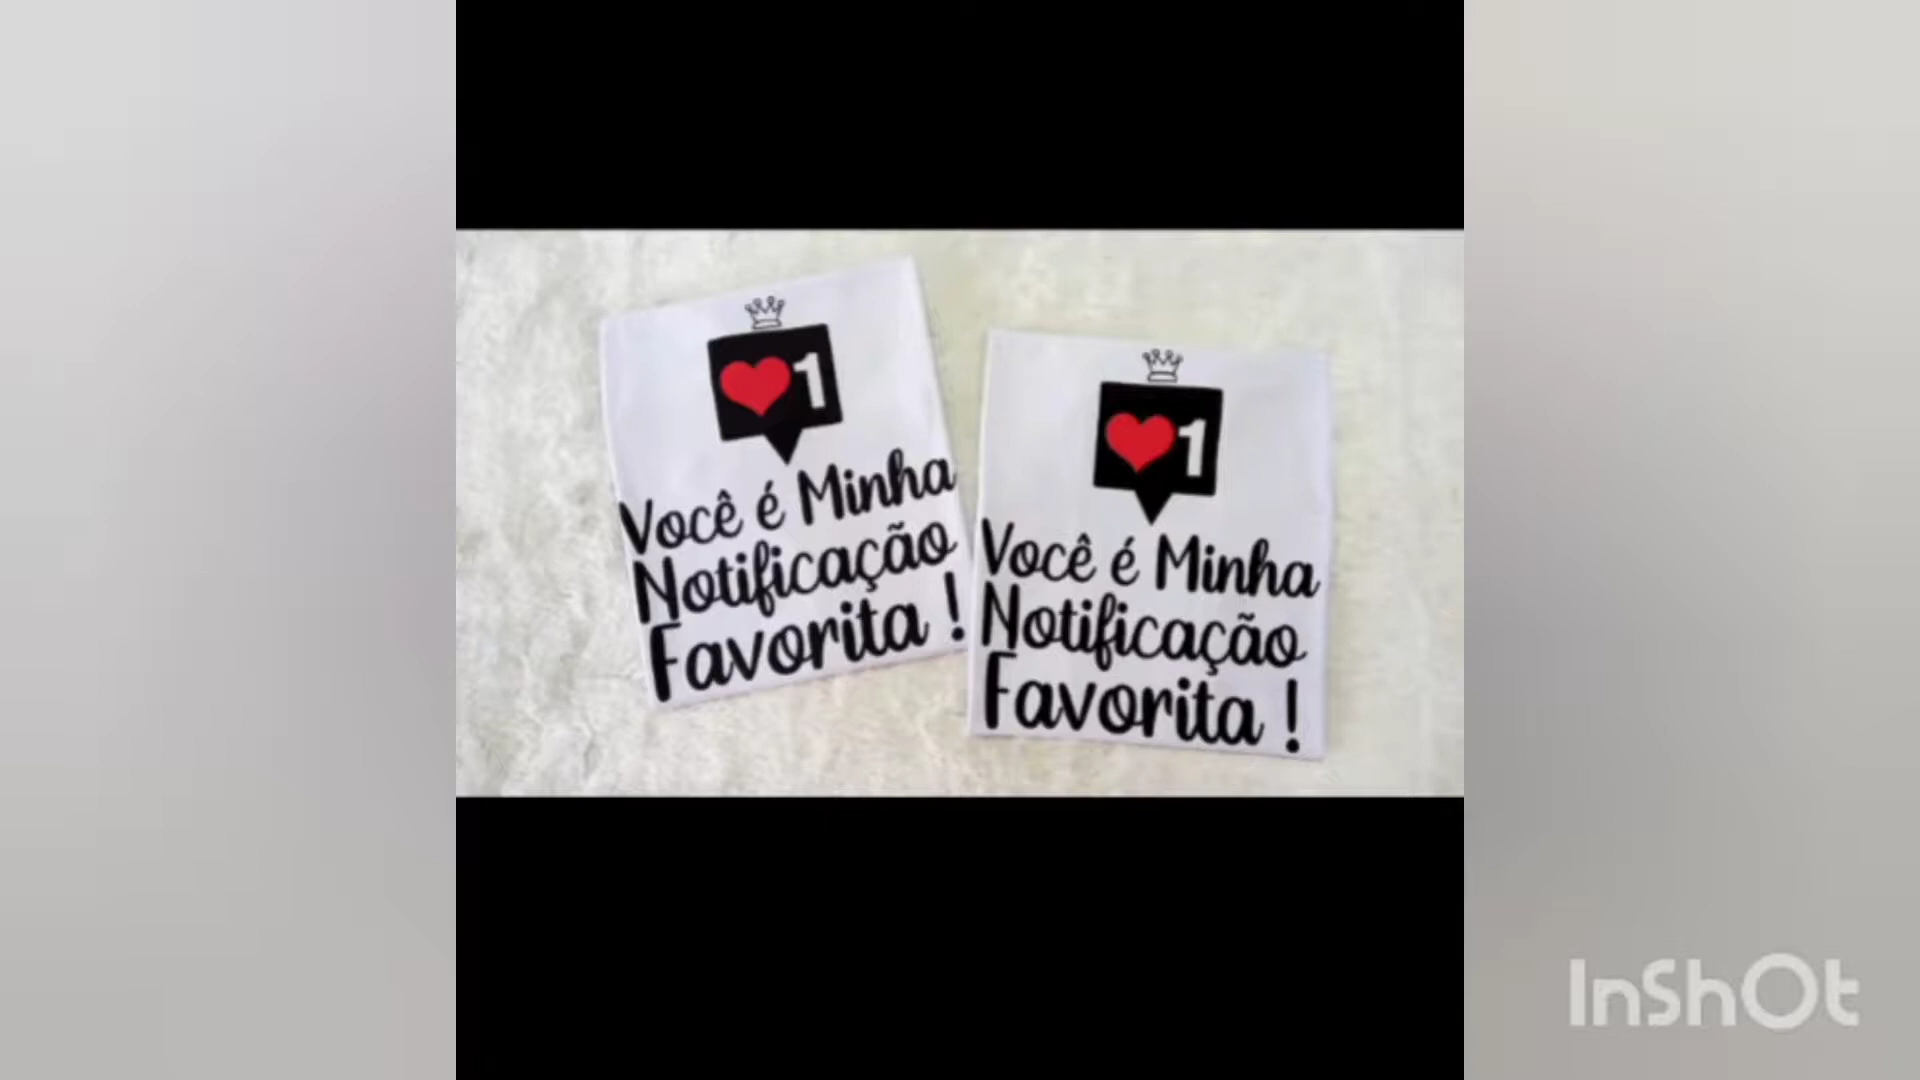 1
Você é Minha
Notificação
Favorita !
1
Você é Minha
Notificação
Favorita !
InShOt